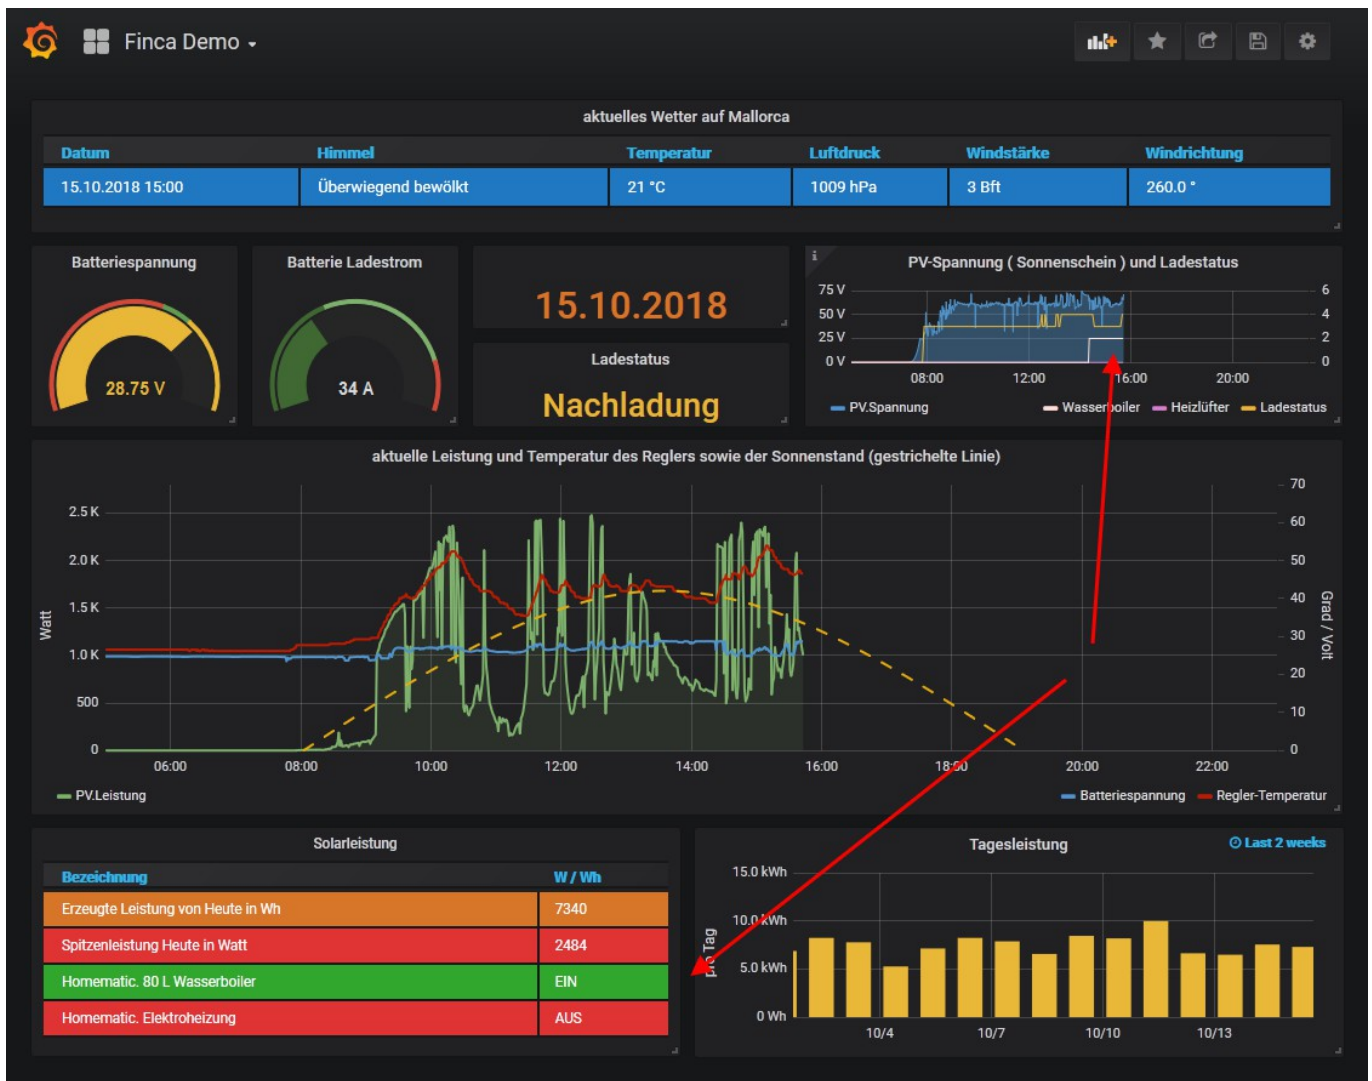 Finca Demo
aktuelles Wetter auf Mallorca
Datum Himmel Temperatur Luftdruck Windstärke Windrichtung
15.10.2018 15:00 Überwiegend bewölkt 21 °C 1009 hPa 3 Bft 260.0 °
Batteriespannung
28.75 V
Batterie Ladestrom
34 A
15.10.2018
Ladestatus
Nachladung
i
PV-Spannung ( Sonnenschein ) und Ladestatus
75 V 6
50 V 4
25 V 2
0 V 0
08:00 12:00 16:00 20:00
PV.Spannung Wasserboiler Heizlüfter Ladestatus
aktuelle Leistung und Temperatur des Reglers sowie der Sonnenstand (gestrichelte Linie)
70
2.5 K 60
2.0 K 50
1.5 K 40
1.0 K 30
20
500 10
0 0
Watt
Grad / Volt
06:00 08:00 10:00 12:00 14:00 16:00 18:00 20:00 22:00
PV.Leistung Batteriespannung Regler-Temperatur
Solarleistung
Bezeichnung W / Wh
Erzeugte Leistung von Heute in Wh 7340
Spitzenleistung Heute in Watt 2484
Homematic. 80 L Wasserboiler EIN
Homematic. Elektroheizung AUS
Tagesleistung Last 2 weeks
15.0 kWh
10.0 kWh
5.0 kWh
0 Wh
pro Tag
10/4 10/7 10/10 10/13